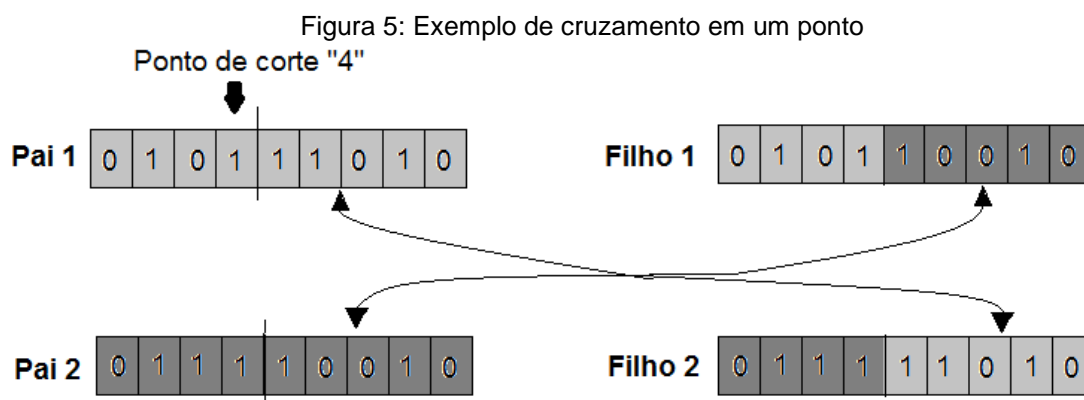 Figura 5: Exemplo de cruzamento em um ponto
Ponto de corte "4"
Pai 1 0 1 0 1 1 1 0 1 0
Filho 1 0 1 0 1 1 0 0 1 0
Pai 2 0 1 1 1 1 0 0 1 0
Filho 2 0 1 1 1 1 1 0 1 0